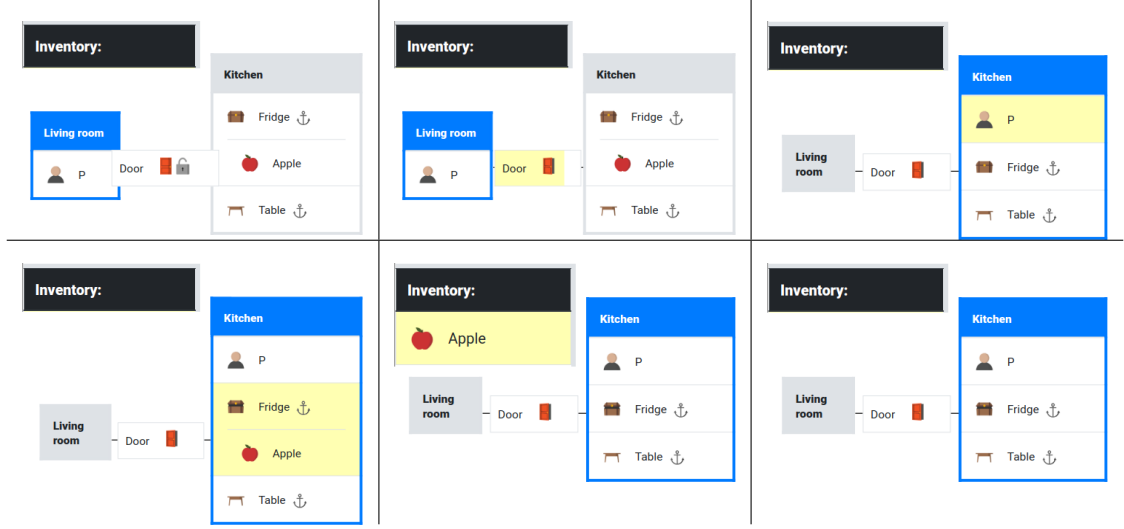 Inventory:
Kitchen
Fridge
Living room
Apple
P
Door
Table
Inventory:
Kitchen
Fridge
Living room
Apple
P
Door
Table
Inventory:
Kitchen
P
Living
room
Door
Fridge
Table
Inventory:
Kitchen
P
Fridge
Living
room
Door
Apple
Table
Inventory:
Apple
Kitchen
P
Living
room
Door
Fridge
Table
Inventory:
Kitchen
P
Living
room
Door
Fridge
Table